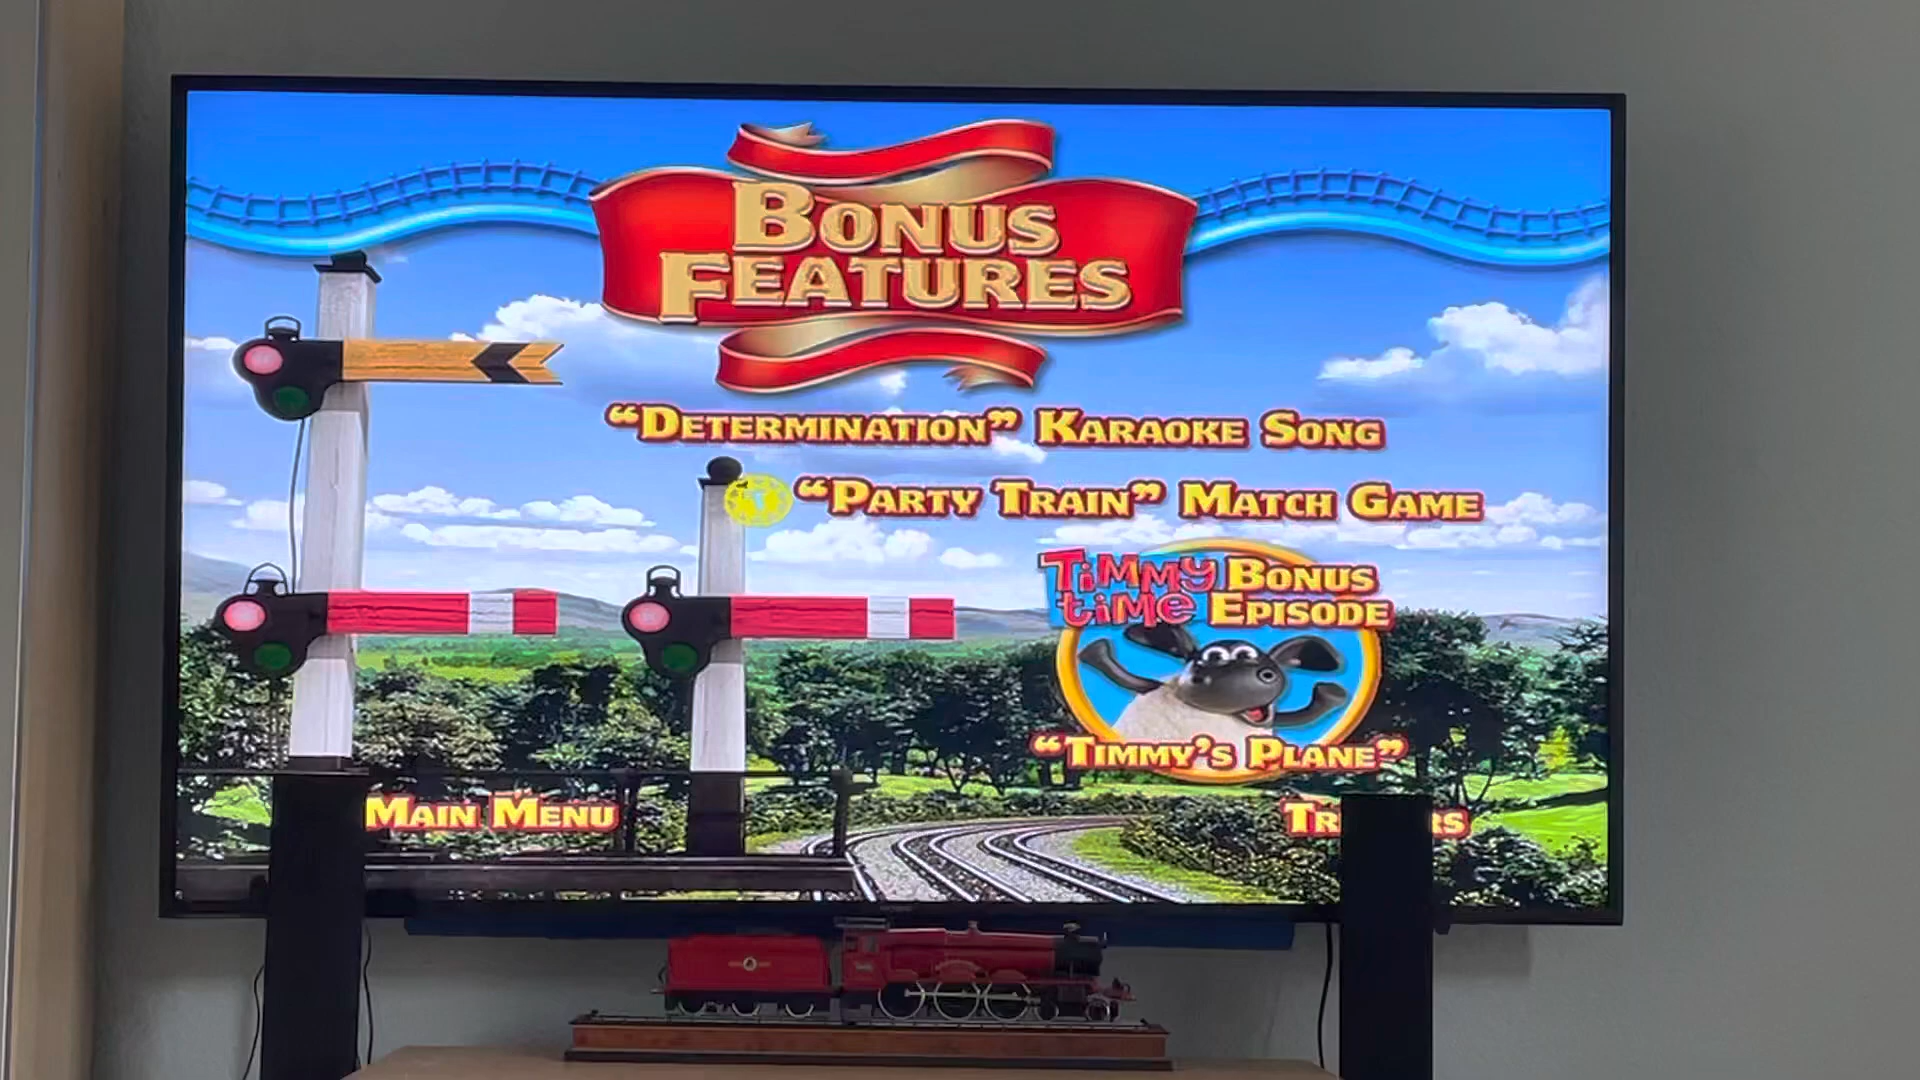 BONUS
FEATURES
“DETERMINATION” KARAOKE SONG
“PARTY TRAIN” MATCH GAME
TiMMY BONUS
tiMe EPISODE
“TIMMY’S PLANE”
MAIN MENU